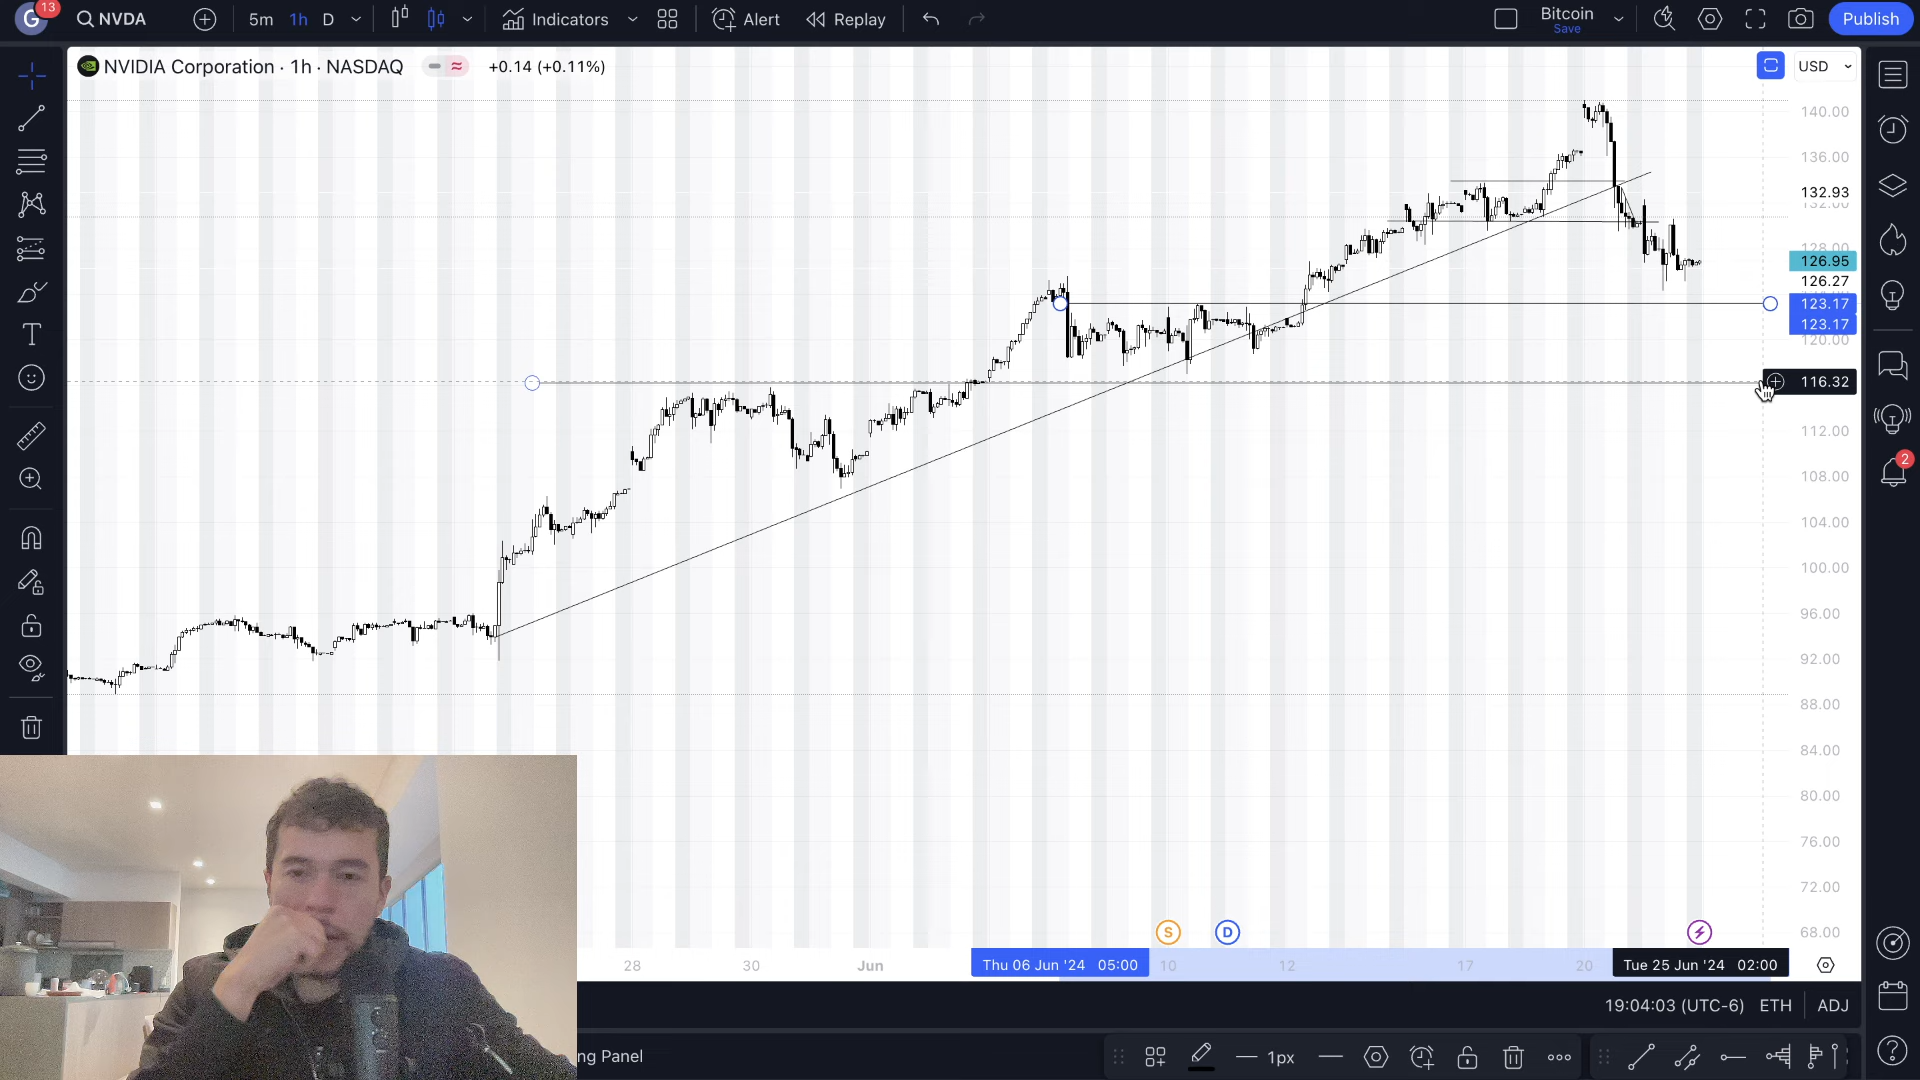 G
13
NVDA
5m
1h
D
Indicators
Alert
Replay
Bitcoin
Save
Publish
NVIDIA Corporation · 1h · NASDAQ
+0.14 (+0.11%)
USD
140.00
136.00
132.93
132.00
128.00
126.95
126.27
123.17
123.17
120.00
116.32
112.00
108.00
104.00
100.00
96.00
92.00
88.00
84.00
80.00
76.00
72.00
68.00
2
S
D
28
30
Jun
Thu 06 Jun '24 05:00
10
12
17
20
Tue 25 Jun '24 02:00
19:04:03 (UTC-6)
ETH
ADJ
ng Panel
1px